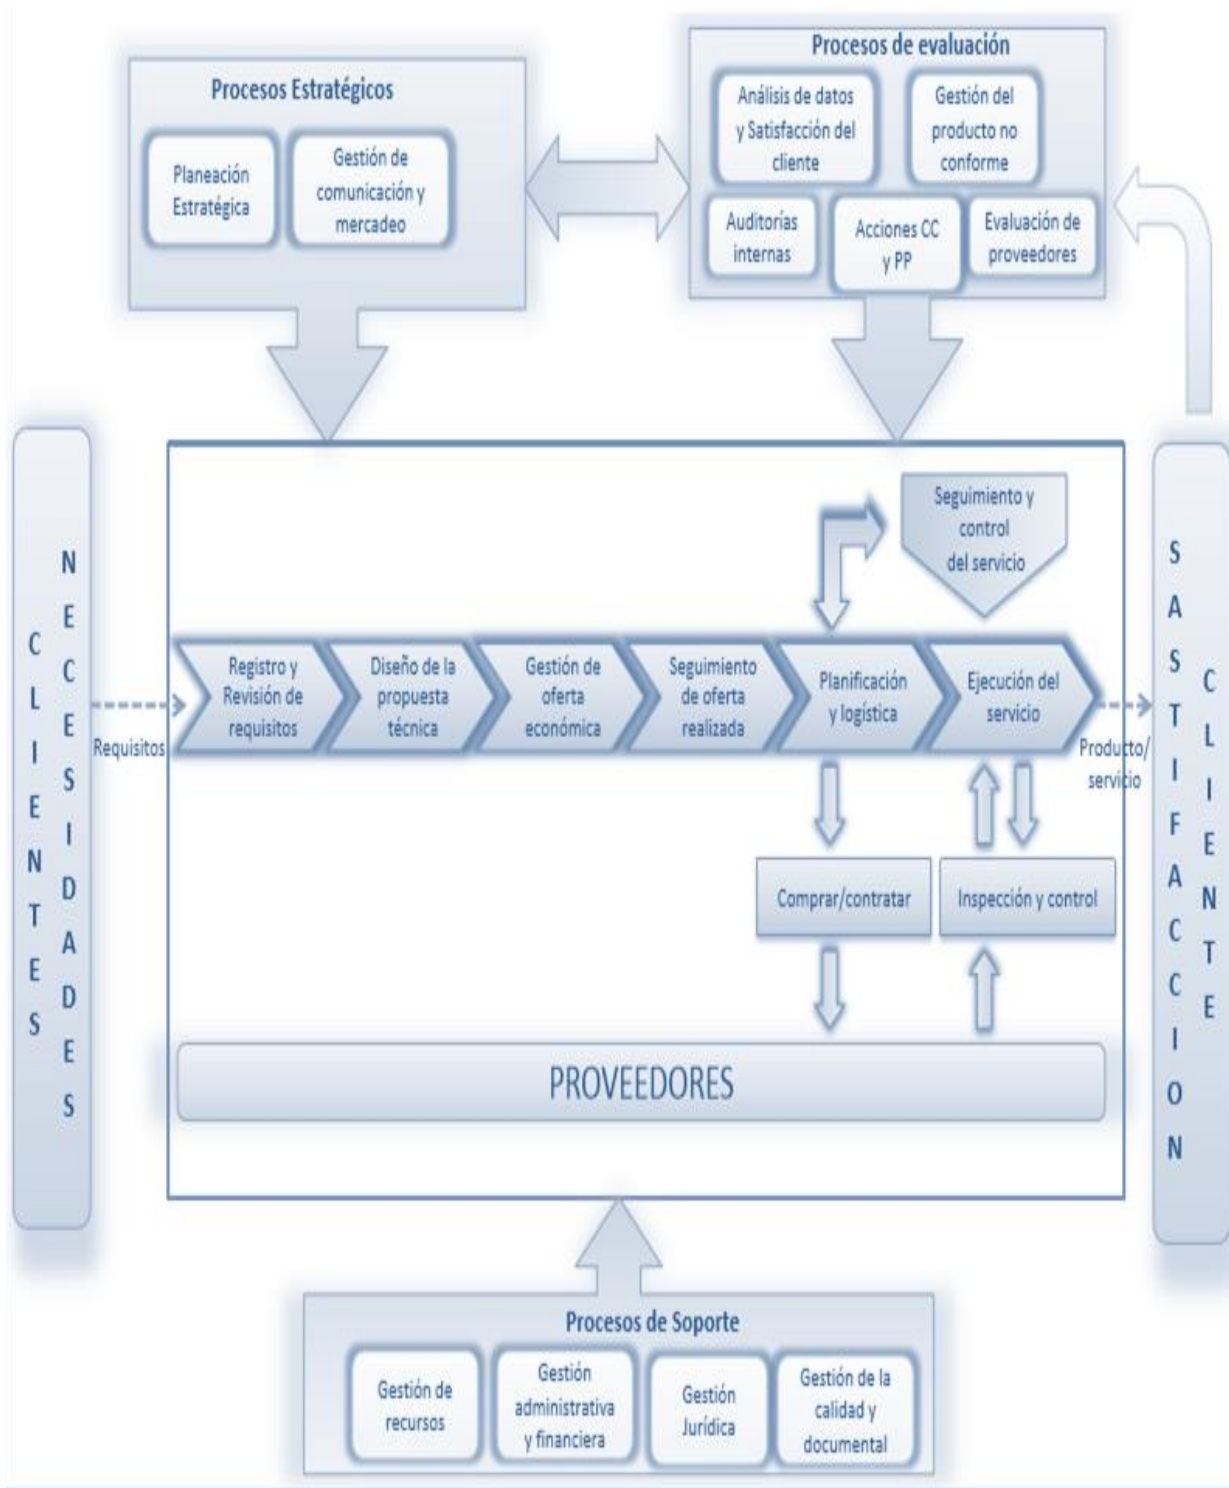 Procesos Estratégicos
Planeación
Estratégica
Gestión de
comunicación y
mercadeo
Procesos de evaluación
Análisis de datos
y Satisfacción del
cliente
Gestión del
producto no
conforme
Auditorías
internas
Acciones CC
y PP
Evaluación de
proveedores
CLIENTES
NECESIDADES
Requisitos
Seguimiento y
control
del servicio
Registro y
Revisión de
requisitos
Diseño de la
propuesta
técnica
Gestión de
oferta
económica
Seguimiento
de oferta
realizada
Planificación
y logística
Ejecución del
servicio
Producto/
servicio
Comprar/contratar
Inspección y control
PROVEEDORES
SASTIFACCION
CLIENTE
Procesos de Soporte
Gestión de
recursos
Gestión
administrativa
y financiera
Gestión
Jurídica
Gestión de la
calidad y
documental